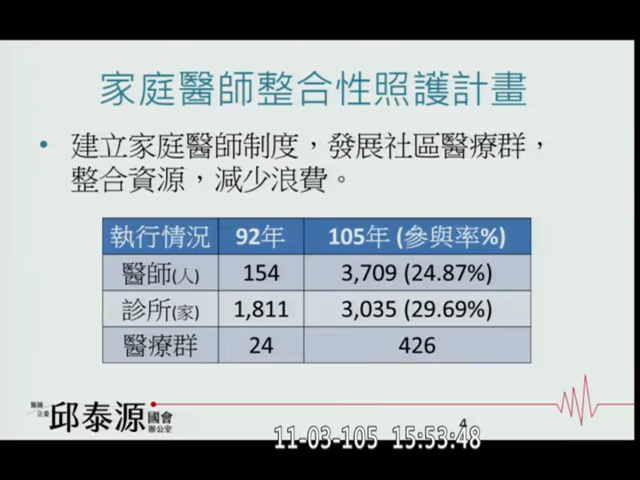 家庭醫師整合性照護計畫
• 建立家庭醫師制度，發展社區醫療群，
整合資源，減少浪費。
執行情況 92年 105年 (參與率%)
醫師(人) 154 3,709 (24.87%)
診所(家) 1,811 3,035 (29.69%)
醫療群 24 426
醫師
立委
邱泰源 國會
辦公室
4
11-03-105 15:53:48